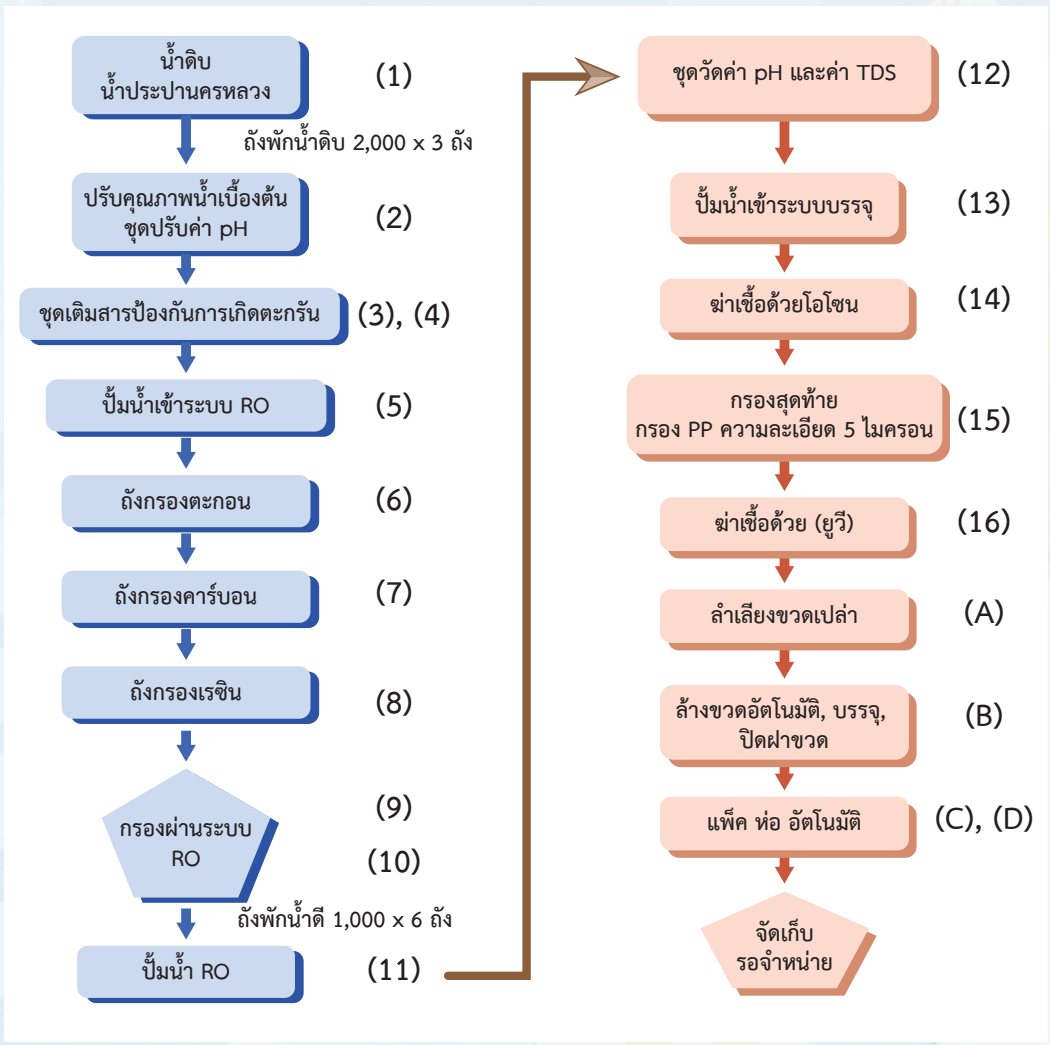 น้ำดิบ
น้ำประปานครหลวง
(1)
ถังพักน้ำดิบ 2,000 x 3 ถัง
ปรับคุณภาพน้ำเบื้องต้น
ชุดปรับค่า pH
(2)
ชุดเติมสารป้องกันการเกิดตะกรัน
(3), (4)
ปั้มน้ำเข้าระบบ RO
(5)
ถังกรองตะกอน
(6)
ถังกรองคาร์บอน
(7)
ถังกรองเรซิน
(8)
กรองผ่านระบบ
RO
(9)
(10)
ถังพักน้ำดี 1,000 x 6 ถัง
ปั้มน้ำ RO
(11)
ชุดวัดค่า pH และค่า TDS
(12)
ปั้มน้ำเข้าระบบบรรจุ
(13)
ฆ่าเชื้อด้วยโอโซน
(14)
กรองสุดท้าย
กรอง PP ความละเอียด 5 ไมครอน
(15)
ฆ่าเชื้อด้วย (ยูวี)
(16)
ลำเลียงขวดเปล่า
(A)
ล้างขวดอัตโนมัติ, บรรจุ,
ปิดฝาขวด
(B)
แพ็ค ห่อ อัตโนมัติ
(C), (D)
จัดเก็บ
รอจำหน่าย